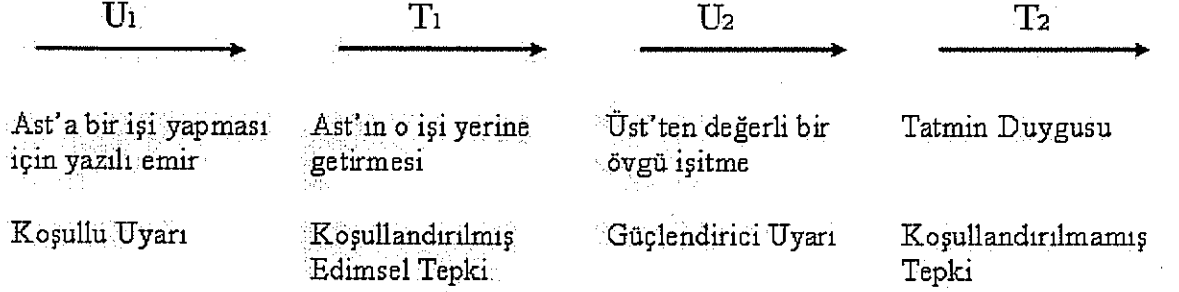 U1 T1 U2 T2
Ast'a bir işi yapması Ast'ın o işi yerine Üst'ten değerli bir Tatmin Duygusu
için yazılı emir getirmesi övgü işitme
Koşullu Uyarı Koşullandırılmış Güçlendirici Uyarı Koşullandırılmamış
Edimsel Tepki Tepki